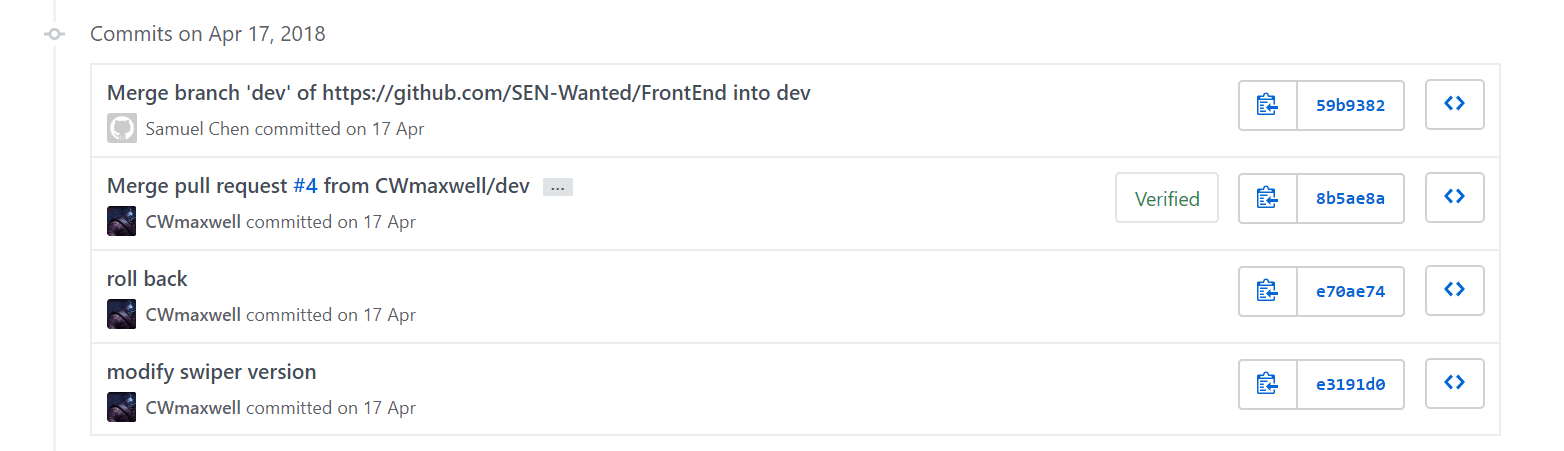 Commits on Apr 17, 2018
Merge branch 'dev' of https://github.com/SEN-Wanted/FrontEnd into dev
59b9382
Samuel Chen committed on 17 Apr
Merge pull request #4 from CWmaxwell/dev ...
Verified
8b5ae8a
CWmaxwell committed on 17 Apr
roll back
e70ae74
CWmaxwell committed on 17 Apr
modify swiper version
e3191d0
CWmaxwell committed on 17 Apr